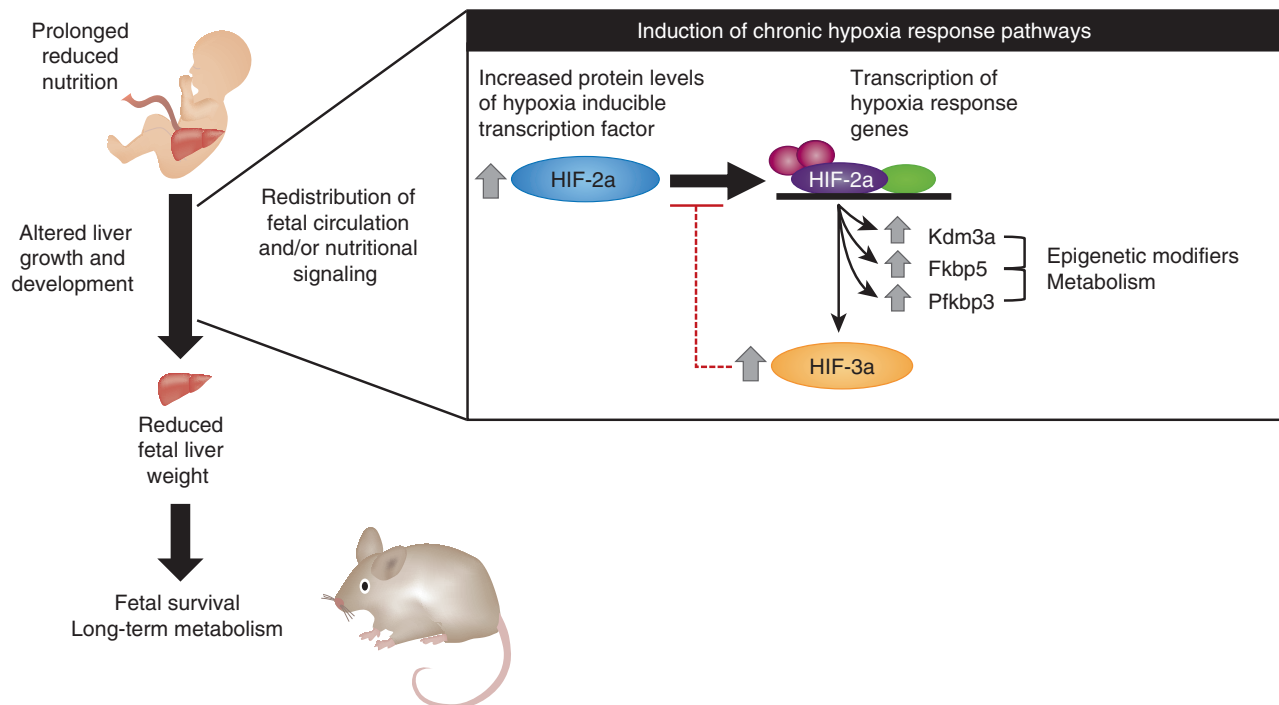 Prolonged
reduced
nutrition
Altered liver
growth and
development
Reduced
fetal liver
weight
Fetal survival
Long-term metabolism
Redistribution of
fetal circulation
and/or nutritional
signaling
Induction of chronic hypoxia response pathways
Increased protein levels
of hypoxia inducible
transcription factor
HIF-2a
Transcription of
hypoxia response
genes
HIF-2a
Kdm3a
Fkbp5
Pfkbp3
Epigenetic modifiers
Metabolism
HIF-3a